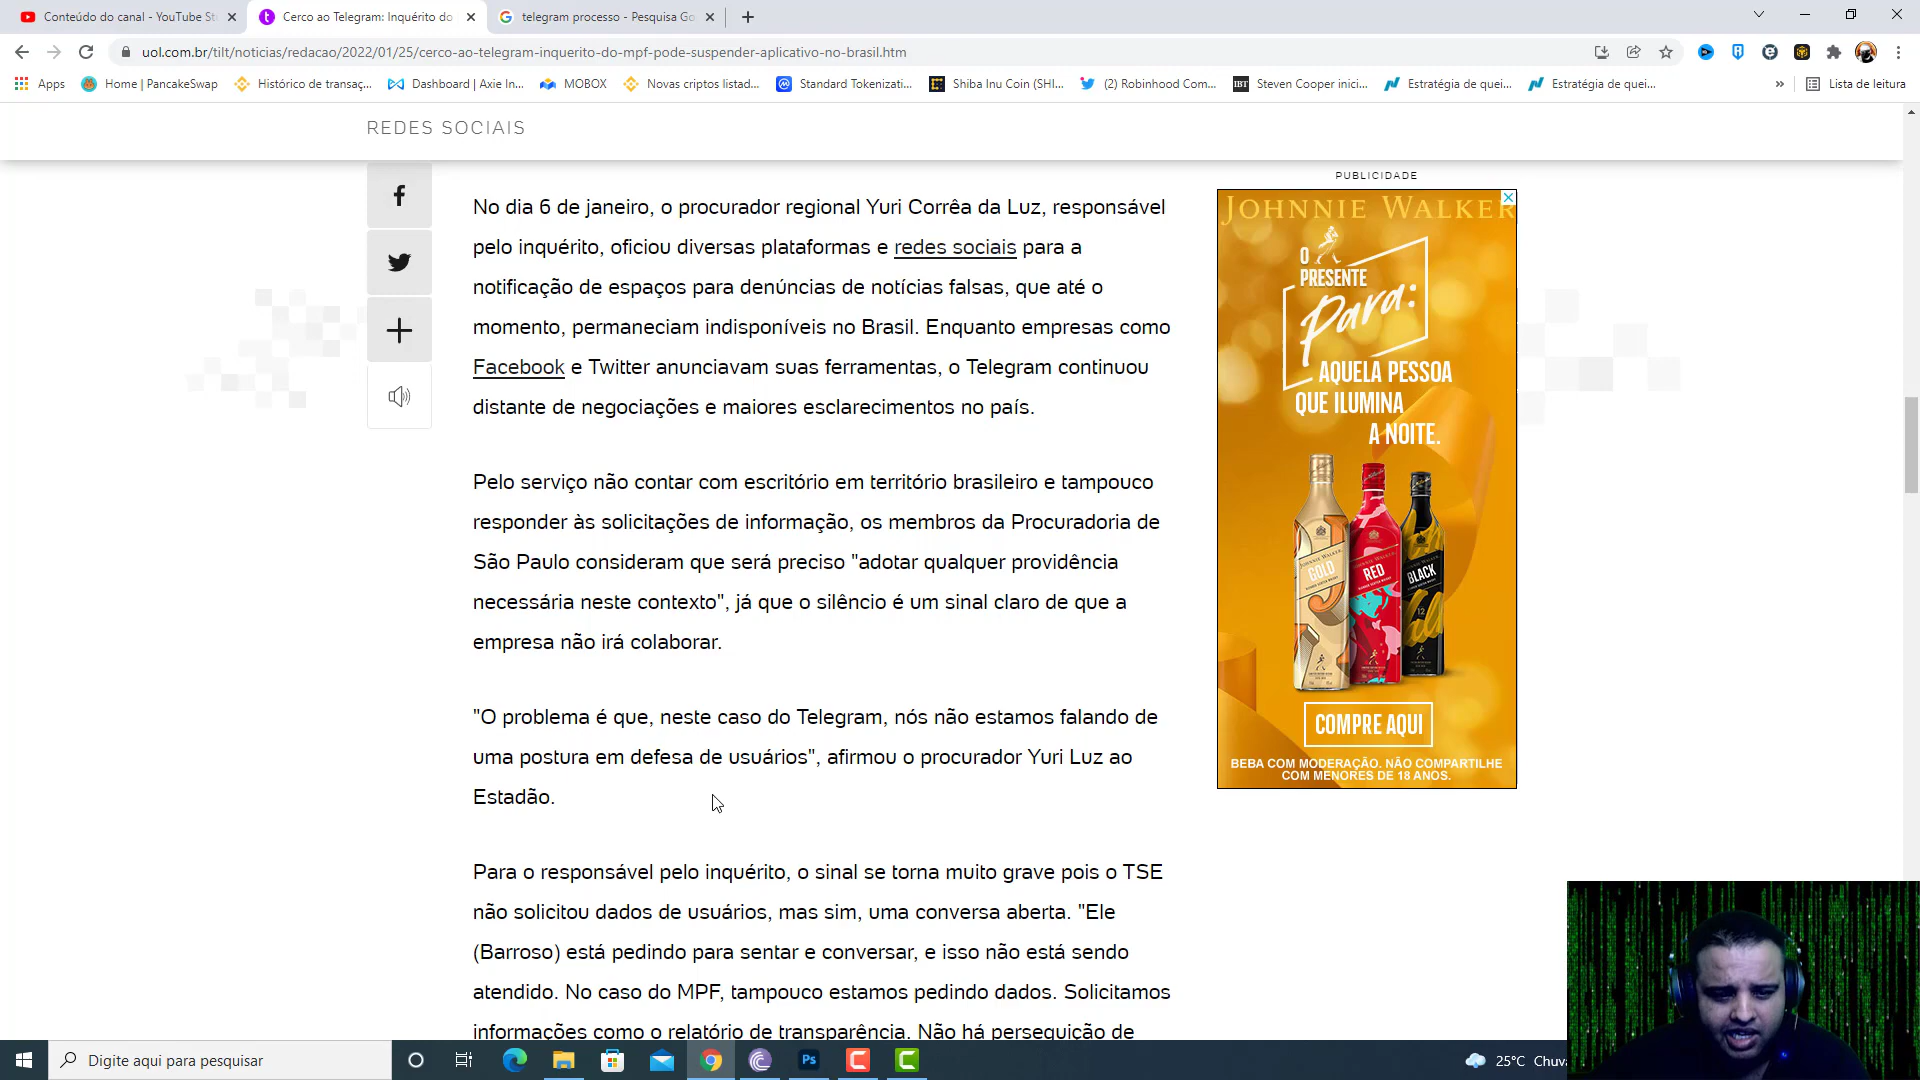 Conteúdo do canal - YouTube St
Cerco ao Telegram: Inquérito do
telegram processo - Pesquisa Go
uol.com.br/tilt/noticias/redacao/2022/01/25/cerco-ao-telegram-inquerito-do-mpf-pode-suspender-aplicativo-no-brasil.htm
Apps
Home | PancakeSwap
Histórico de transaç...
Dashboard | Axie In...
MOBOX
Novas criptos listad...
Standard Tokenizati...
Shiba Inu Coin (SHI...
(2) Robinhood Com...
IBT
Steven Cooper inici...
Estratégia de quei...
Estratégia de quei...
»
Lista de leitura
REDES SOCIAIS
No dia 6 de janeiro, o procurador regional Yuri Corrêa da Luz, responsável
pelo inquérito, oficiou diversas plataformas e redes sociais para a
notificação de espaços para denúncias de notícias falsas, que até o
momento, permaneciam indisponíveis no Brasil. Enquanto empresas como
Facebook e Twitter anunciavam suas ferramentas, o Telegram continuou
distante de negociações e maiores esclarecimentos no país.
Pelo serviço não contar com escritório em território brasileiro e tampouco
responder às solicitações de informação, os membros da Procuradoria de
São Paulo consideram que será preciso "adotar qualquer providência
necessária neste contexto", já que o silêncio é um sinal claro de que a
empresa não irá colaborar.
"O problema é que, neste caso do Telegram, nós não estamos falando de
uma postura em defesa de usuários", afirmou o procurador Yuri Luz ao
Estadão.
Para o responsável pelo inquérito, o sinal se torna muito grave pois o TSE
não solicitou dados de usuários, mas sim, uma conversa aberta. "Ele
(Barroso) está pedindo para sentar e conversar, e isso não está sendo
atendido. No caso do MPF, tampouco estamos pedindo dados. Solicitamos
informações como o relatório de transparência. Não há perseguição de
PUBLICIDADE
JOHNNIE WALKER
O
PRESENTE
Para:
AQUELA PESSOA
QUE ILUMINA
A NOITE.
GOLD
RED
BLACK
12
COMPRE AQUI
BEBA COM MODERAÇÃO. NÃO COMPARTILHE
COM MENORES DE 18 ANOS.
Digite aqui para pesquisar
Ps
25°C Chuv